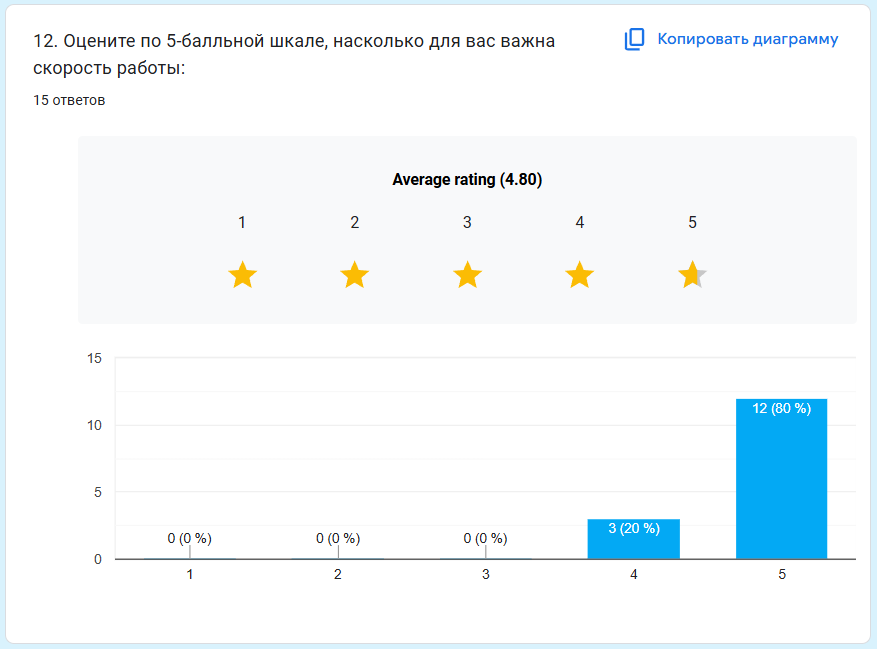 12. Оцените по 5-балльной шкале, насколько для вас важна
скорость работы:
Копировать диаграмму
15 ответов
Average rating (4.80)
1 2 3 4 5
15
10
5
0
0 (0 %) 0 (0 %) 0 (0 %) 3 (20 %) 12 (80 %)
1 2 3 4 5